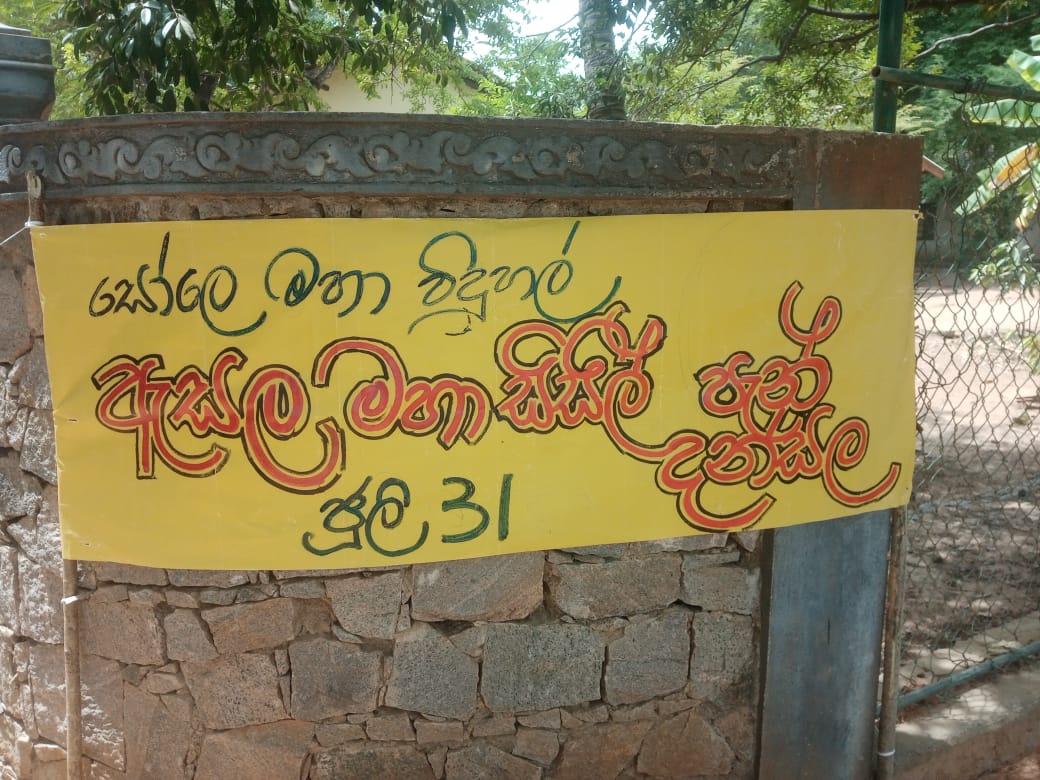 සෝලෙ මහා විදුහල්
ඇසල මහා සිසිල් පැන්
දන්සල
ජුලි 31